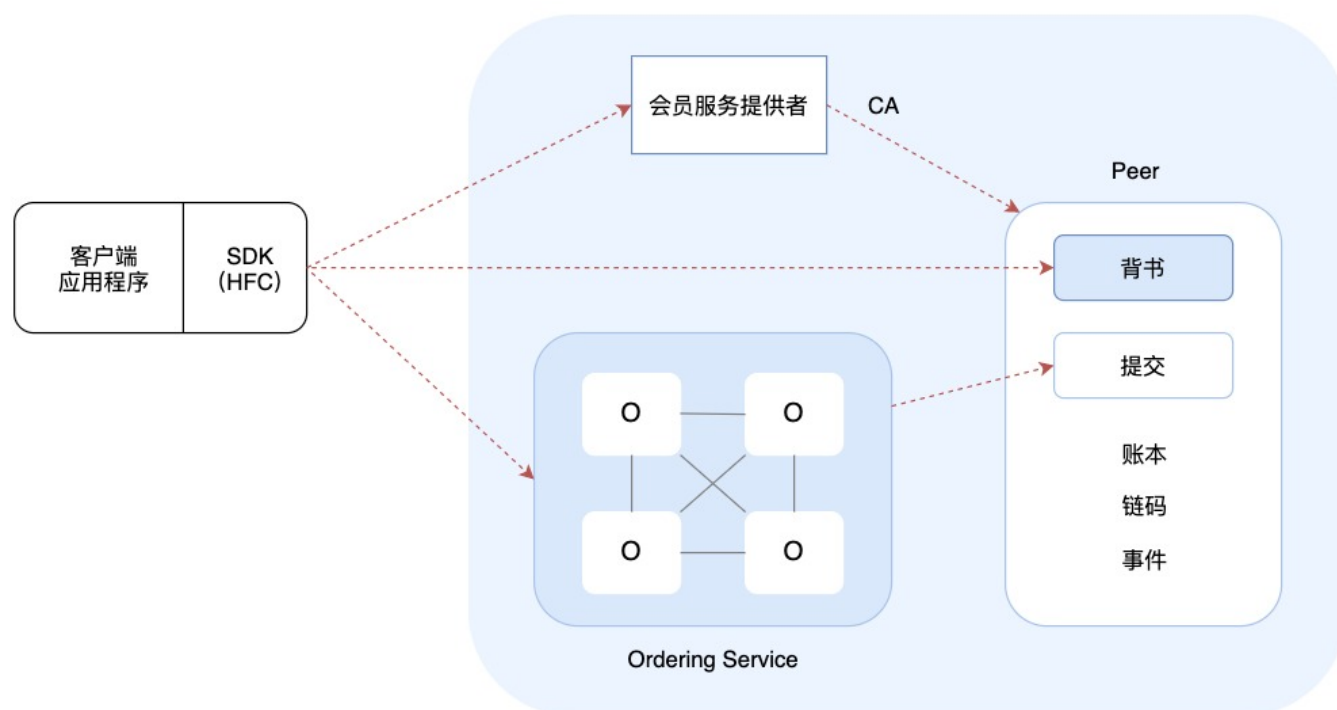 会员服务提供者
CA
Peer
客户端
应用程序
SDK
(HFC)
背书
提交
O
O
O
O
账本
链码
事件
Ordering Service